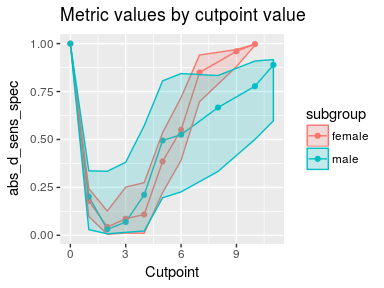 Metric values by cutpoint value
abs_d_sens_spec
1.00
0.75
0.50
0.25
0.00
0 3 6 9
Cutpoint
subgroup
female
male